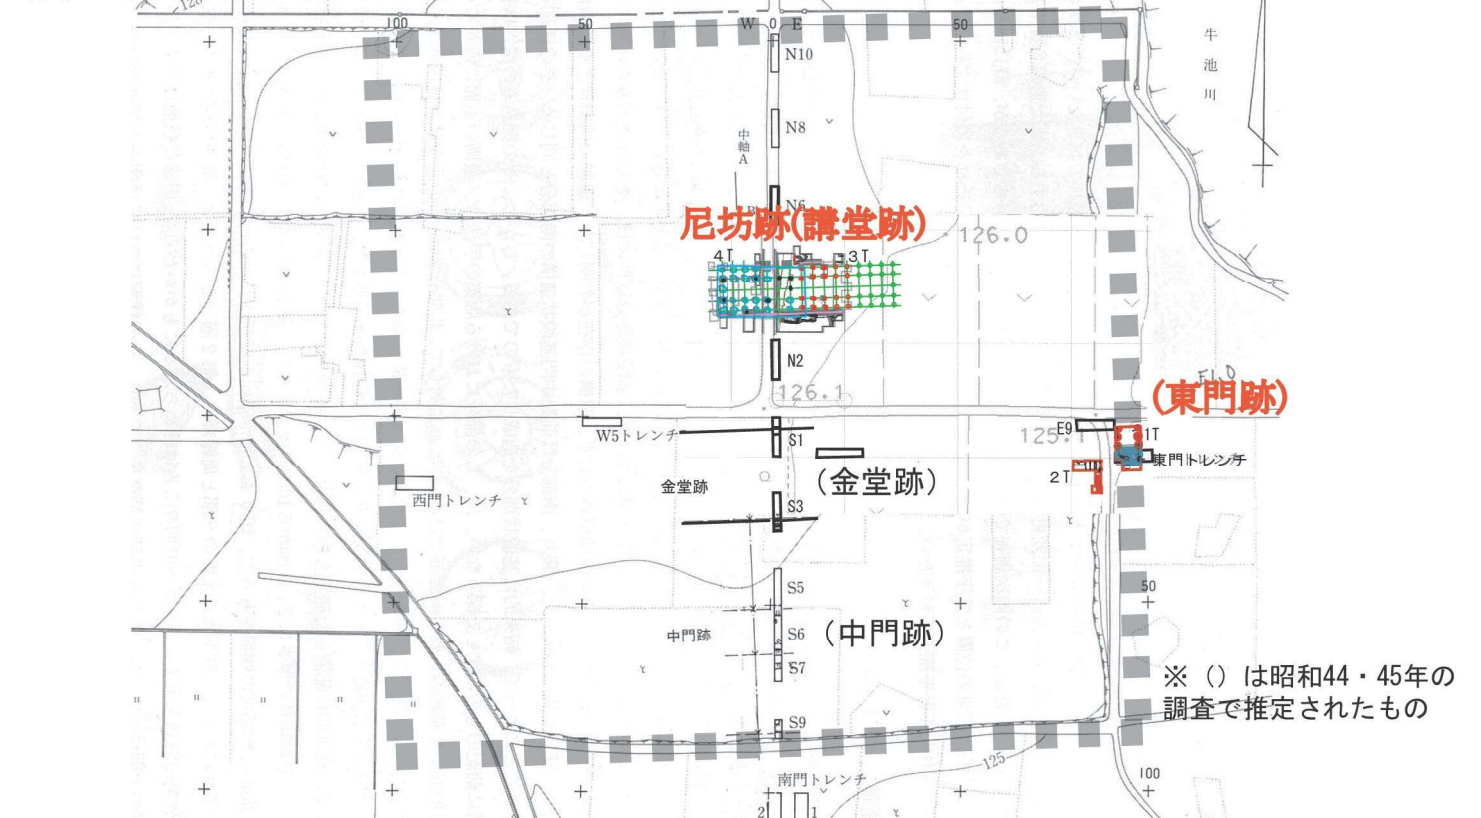 100
50
W
0
E
50
N10
牛池川
N8
中軸A
N6
B
尼坊跡(講堂跡)
126.0
4T
3T
N2
126.1
E1.0
(東門跡)
W5トレンチ
S1
E9
125.1
1T
東門トレンチ
2T
金堂跡
(金堂跡)
西門トレンチ
S3
S5
50
中門跡
S6
(中門跡)
S7
※()は昭和44・45年の
調査で推定されたもの
S9
125
南門トレンチ
100
2
1